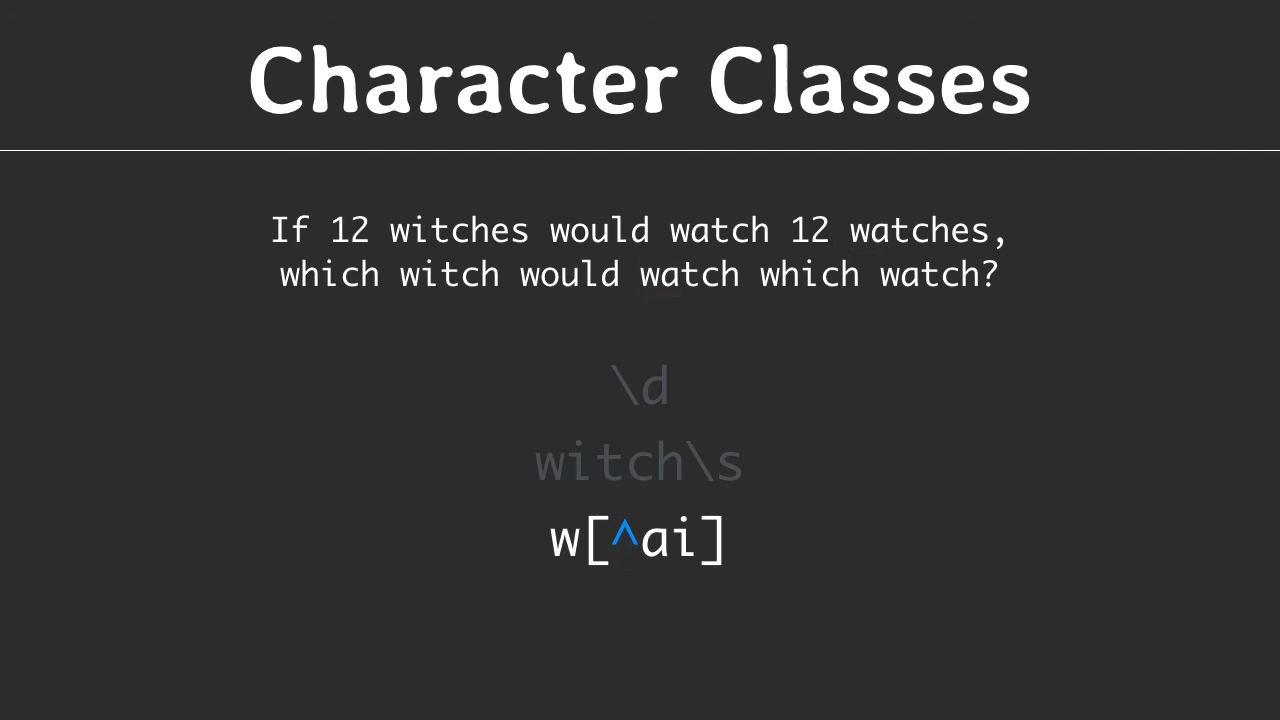 Character Classes
If 12 witches would watch 12 watches,
which witch would watch which watch?
\d
witch\s
w[^ai]